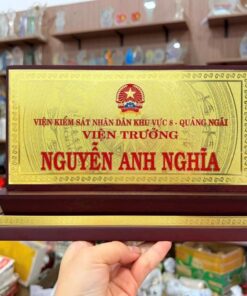 VIỆN KIỂM SÁT NHÂN DÂN KHU VỰC 8 - QUẢNG NGÃI
VIỆN TRƯỞNG
NGUYỄN ANH NGHĨA